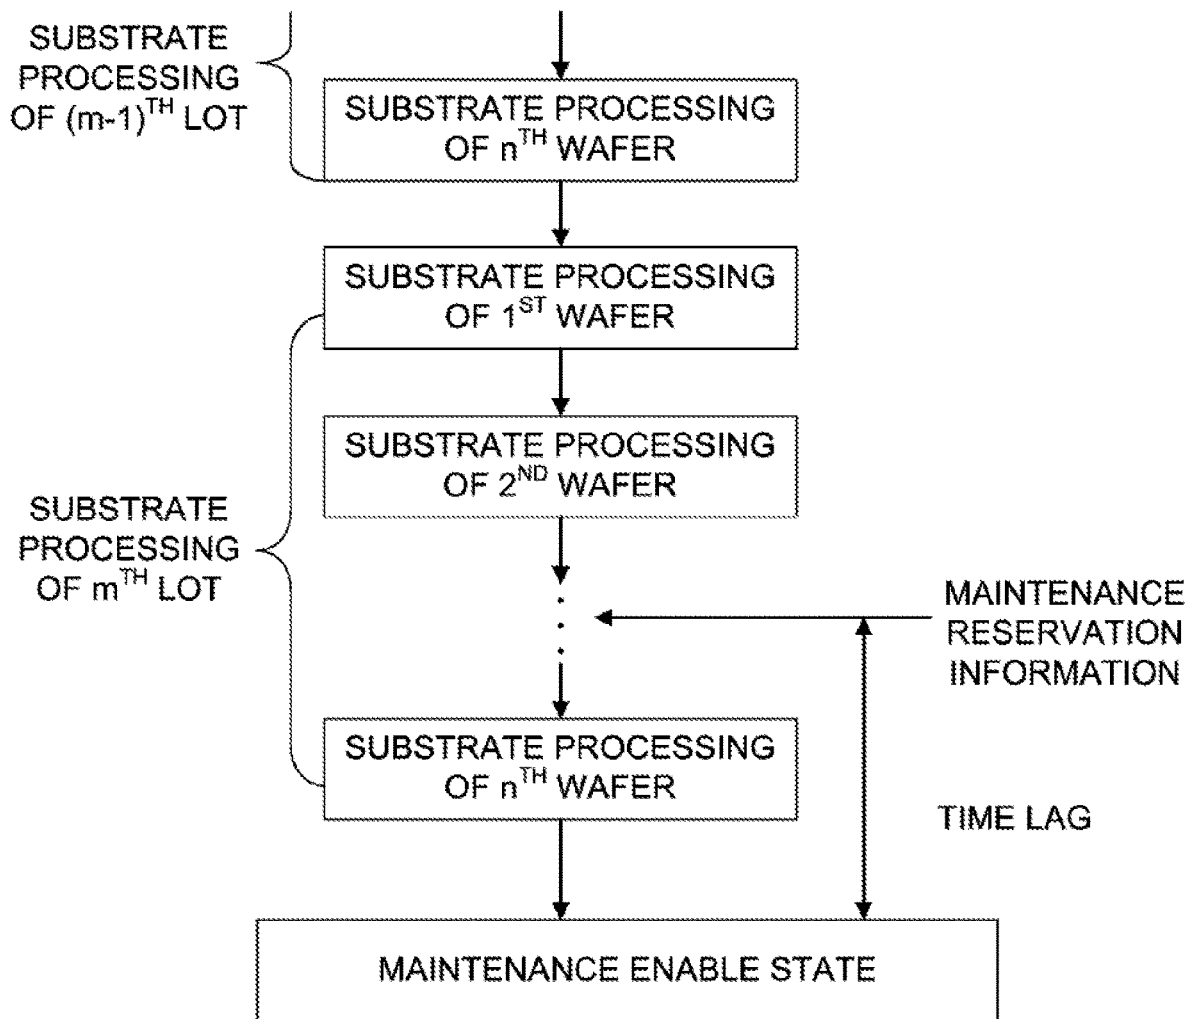 SUBSTRATE
PROCESSING
OF (m-1)TH LOT
SUBSTRATE PROCESSING
OF nTH WAFER
SUBSTRATE PROCESSING
OF 1ST WAFER
SUBSTRATE PROCESSING
OF 2ND WAFER
SUBSTRATE
PROCESSING
OF mTH LOT
MAINTENANCE
RESERVATION
INFORMATION
SUBSTRATE PROCESSING
OF nTH WAFER
TIME LAG
MAINTENANCE ENABLE STATE